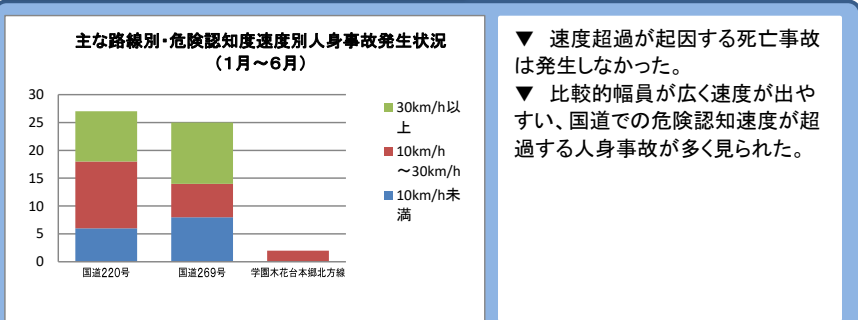 主な路線別・危険認知度速度別人身事故発生状況
（1月～6月）
30
25
20
15
10
5
0
国道220号
国道269号
学園木花台本郷北方線
30km/h以
上
10km/h
～30km/h
10km/h未
満
▼ 速度超過が起因する死亡事故
は発生しなかった。
▼ 比較的幅員が広く速度が出や
すい、国道での危険認知速度が超
過する人身事故が多く見られた。